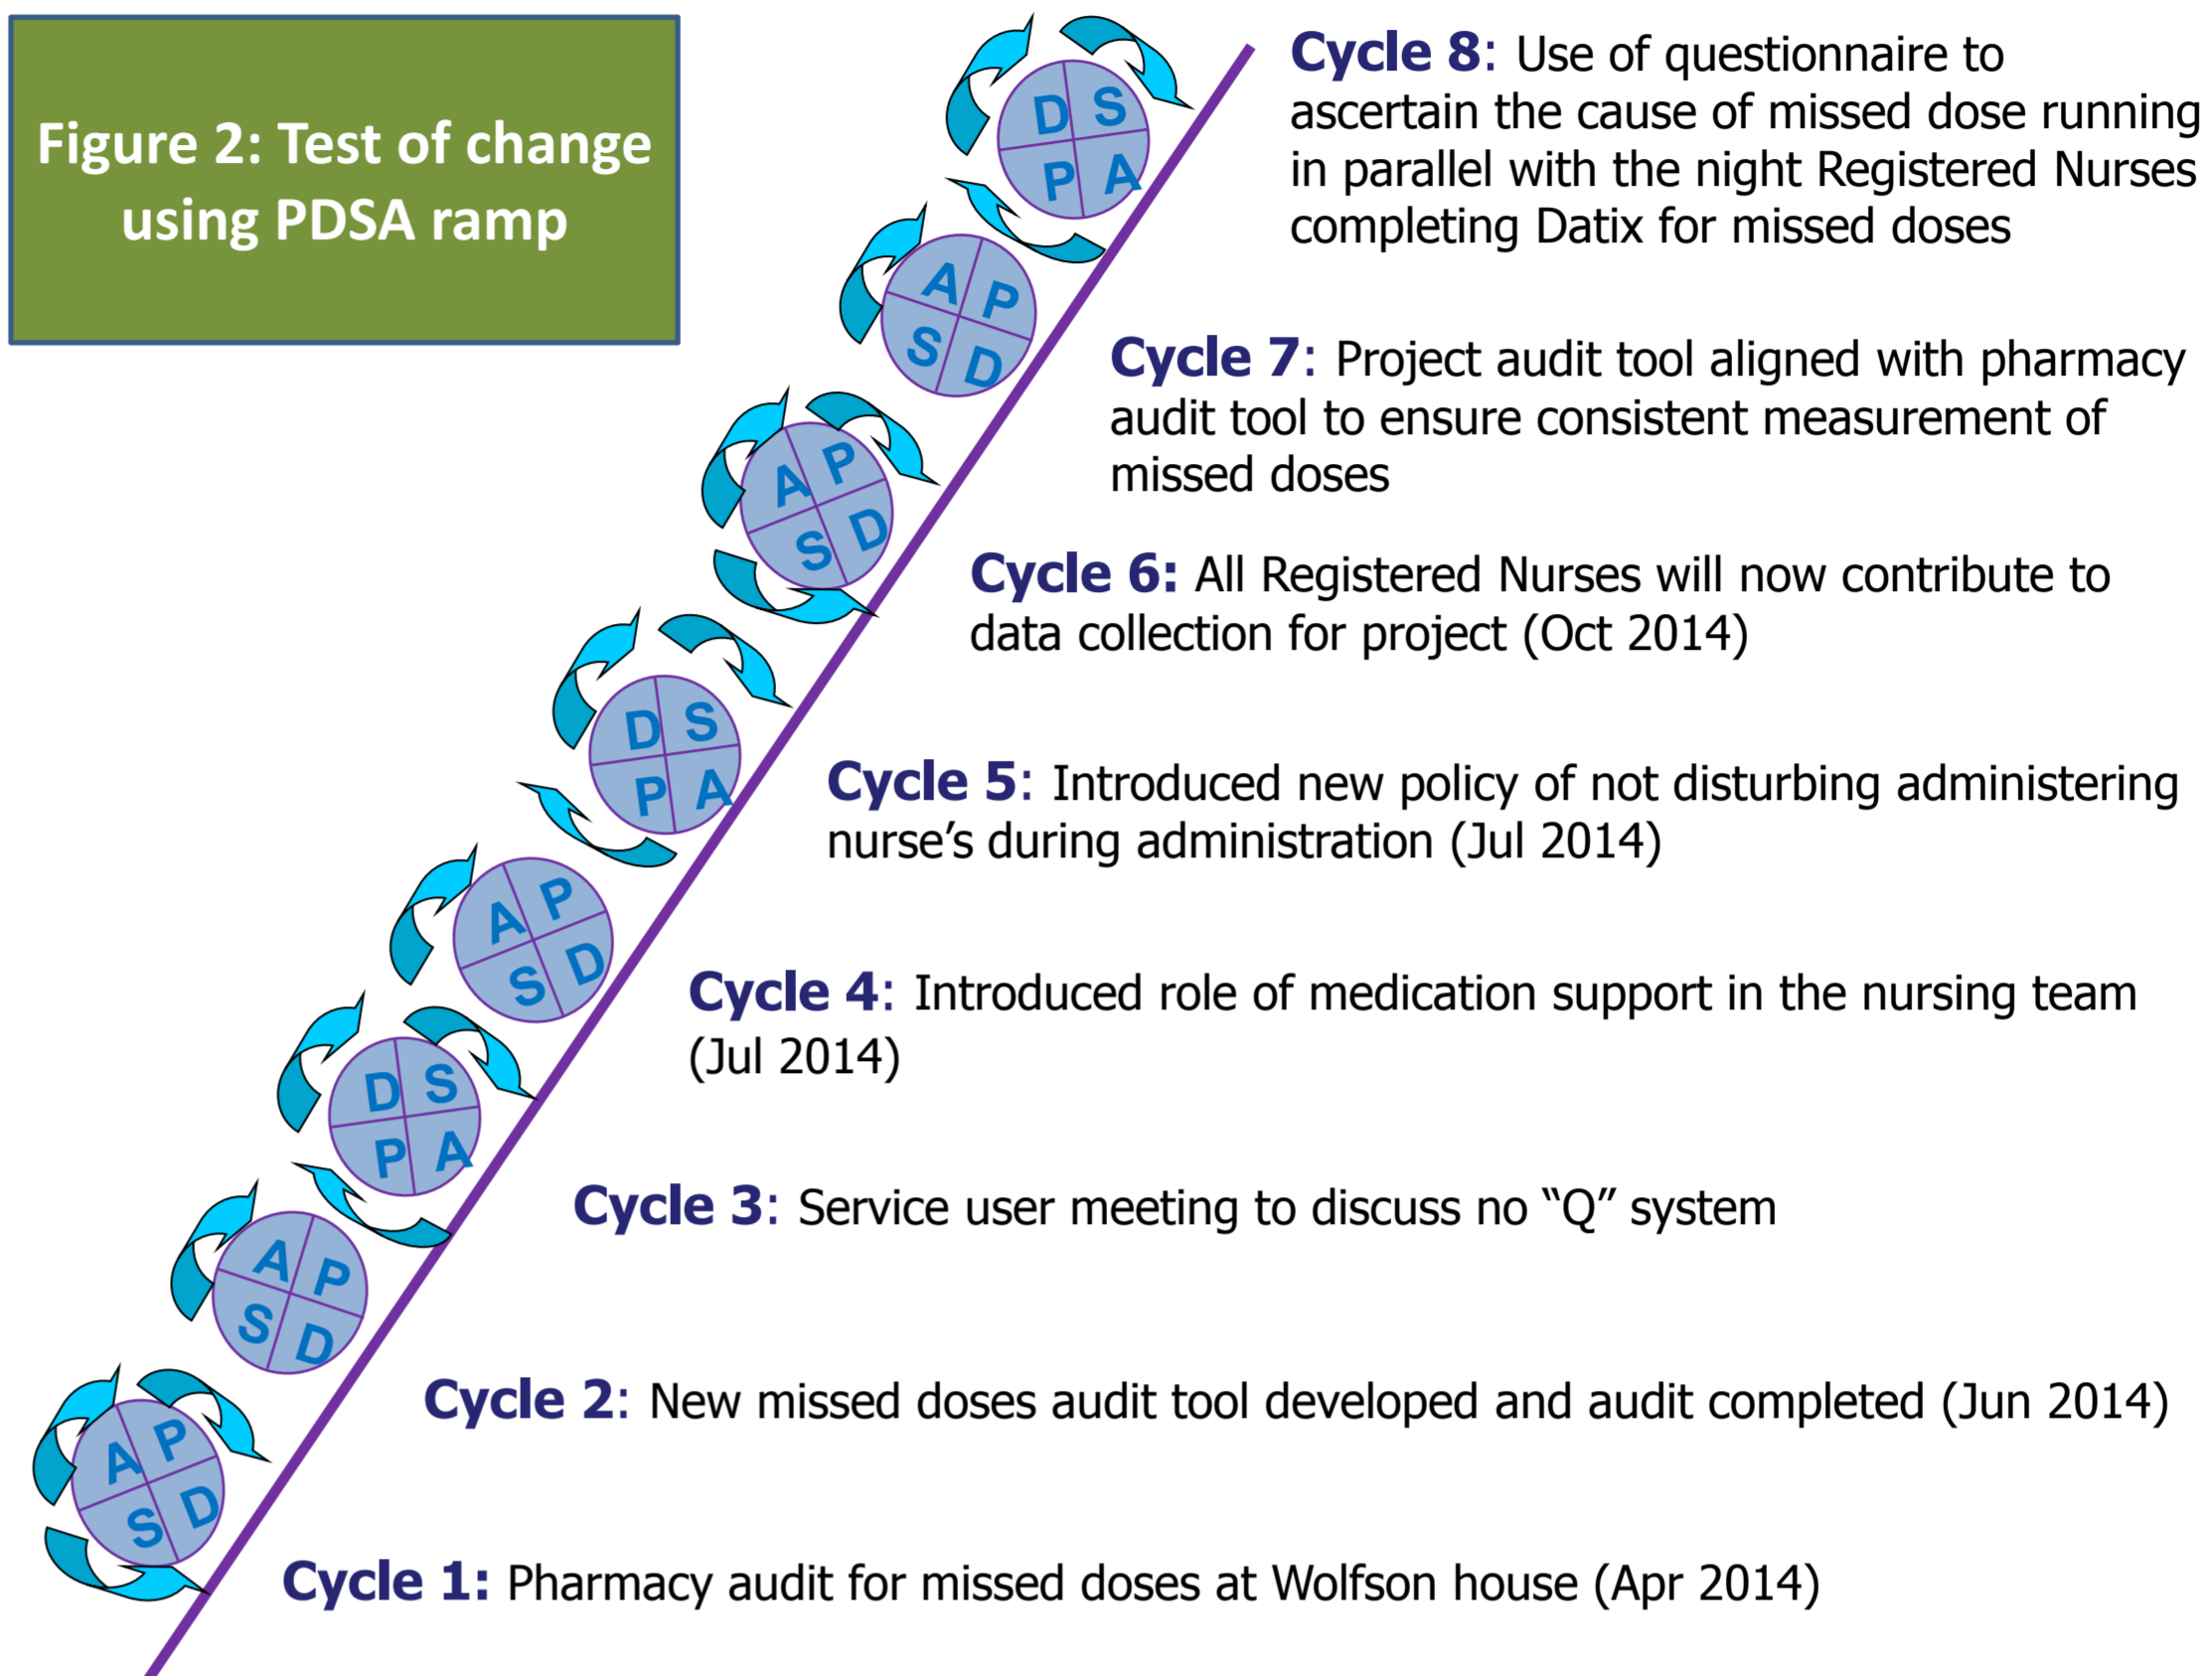 Figure 2: Test of change
using PDSA ramp
Cycle 8: Use of questionnaire to
ascertain the cause of missed dose running
in parallel with the night Registered Nurses
completing Datix for missed doses
D S
P A
Cycle 7: Project audit tool aligned with pharmacy
audit tool to ensure consistent measurement of
missed doses
A P
S D
Cycle 6: All Registered Nurses will now contribute to
data collection for project (Oct 2014)
A P
S D
Cycle 5: Introduced new policy of not disturbing administering
nurse’s during administration (Jul 2014)
D S
P A
Cycle 4: Introduced role of medication support in the nursing team
(Jul 2014)
A P
S D
Cycle 3: Service user meeting to discuss no “Q” system
D S
P A
Cycle 2: New missed doses audit tool developed and audit completed (Jun 2014)
A P
S D
Cycle 1: Pharmacy audit for missed doses at Wolfson house (Apr 2014)
A P
S D